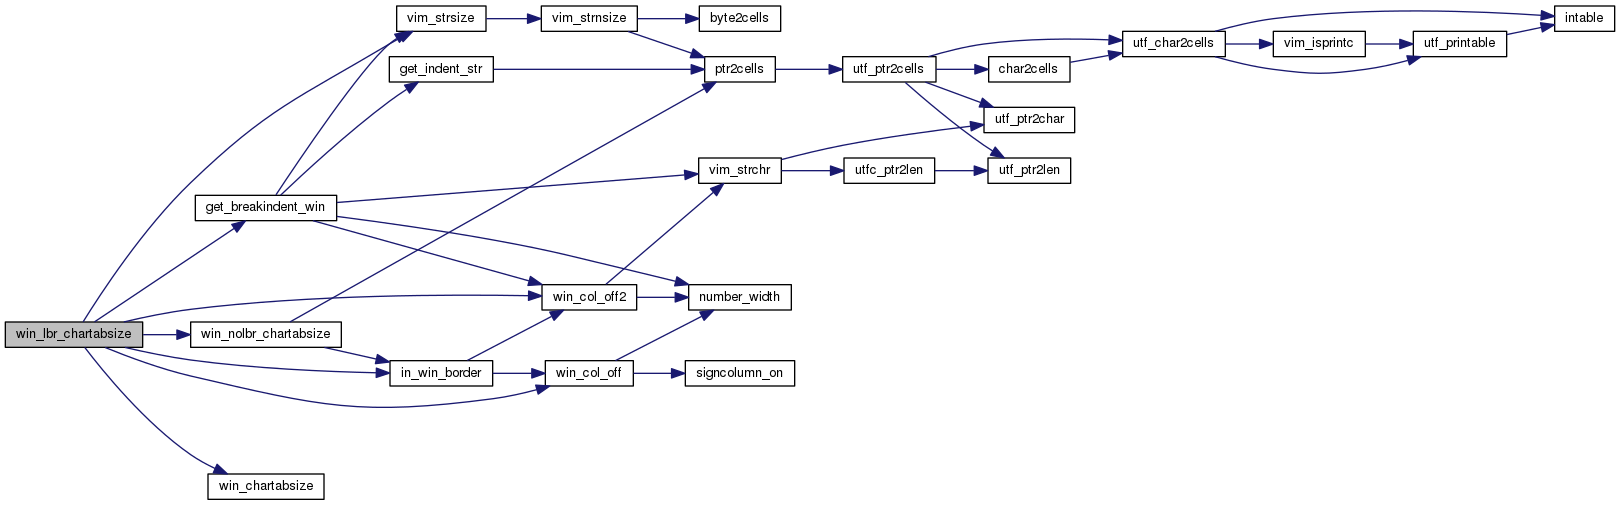 vim_strsize
vim_strnsize
byte2cells
intable
utf_char2cells
vim_isprintc
utf_printable
get_indent_str
ptr2cells
utf_ptr2cells
char2cells
utf_ptr2char
vim_strchr
utfc_ptr2len
utf_ptr2len
get_breakindent_win
win_col_off2
number_width
win_lbr_chartabsize
win_nolbr_chartabsize
in_win_border
win_col_off
signcolumn_on
win_chartabsize